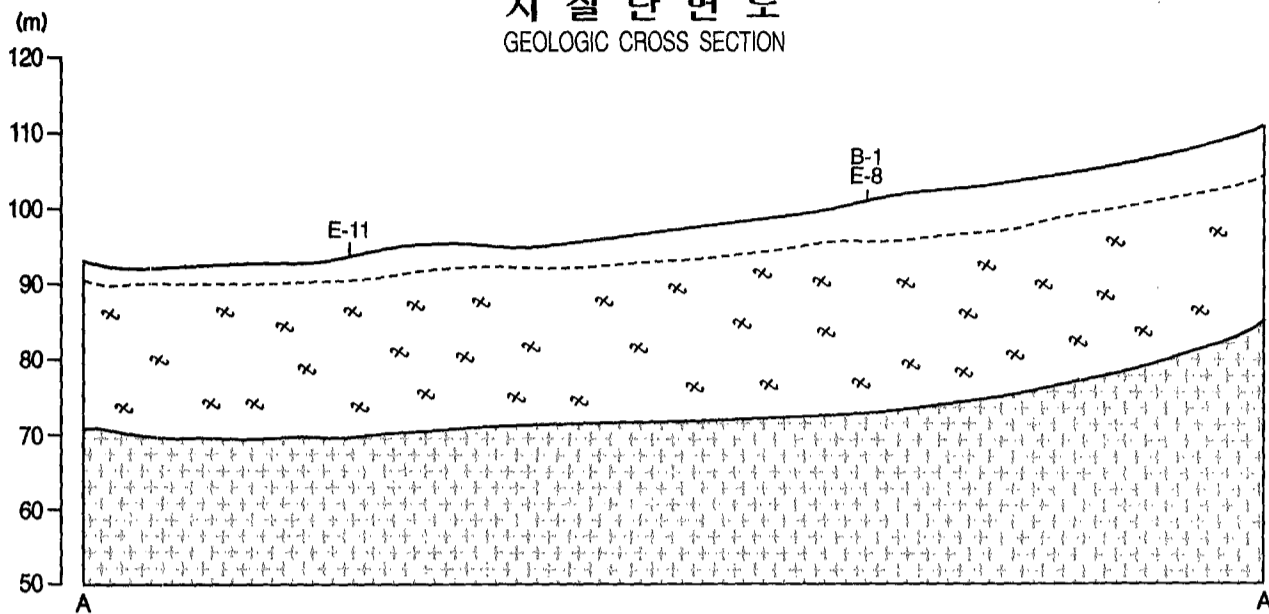 지 질 단 면 도
GEOLOGIC CROSS SECTION
(m)
120
110
100
90
80
70
60
50
E-11
B-1
E-8
A
A